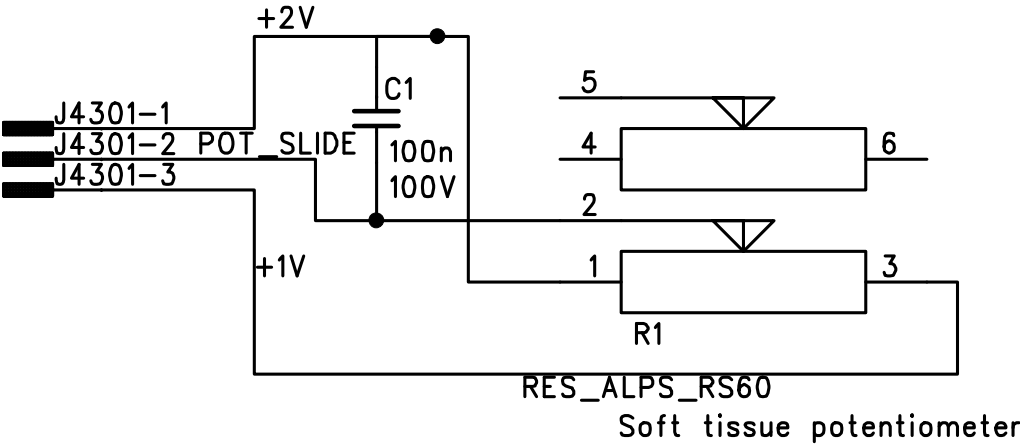 +2V
C1
5
J4301-1
J4301-2 POT_SLIDE
100n
4
6
J4301-3
100V
2
+1V
1
3
R1
RES_ALPS_RS60
Soft tissue potentiometer